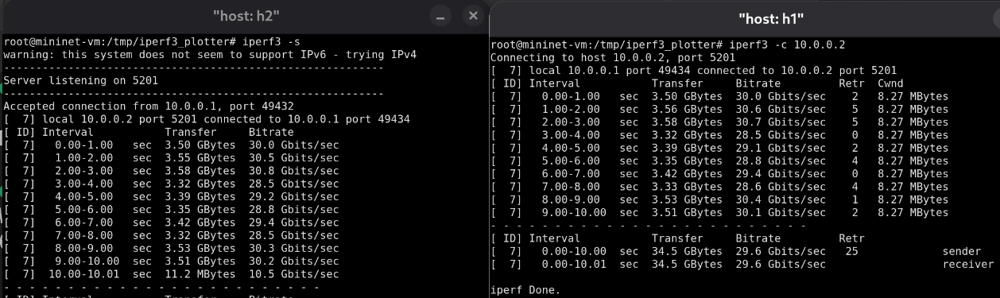 "host: h2"
root@mininet-vm:/tmp/iperf3_plotter# iperf3 -s
warning: this system does not seem to support IPv6 - trying IPv4
-----------------------------------------------------------
Server listening on 5201
-----------------------------------------------------------
Accepted connection from 10.0.0.1, port 49432
[  7] local 10.0.0.2 port 5201 connected to 10.0.0.1 port 49434
[ ID] Interval           Transfer     Bitrate
[  7]   0.00-1.00   sec  3.50 GBytes  30.0 Gbits/sec
[  7]   1.00-2.00   sec  3.55 GBytes  30.5 Gbits/sec
[  7]   2.00-3.00   sec  3.58 GBytes  30.8 Gbits/sec
[  7]   3.00-4.00   sec  3.32 GBytes  28.5 Gbits/sec
[  7]   4.00-5.00   sec  3.39 GBytes  29.2 Gbits/sec
[  7]   5.00-6.00   sec  3.35 GBytes  28.8 Gbits/sec
[  7]   6.00-7.00   sec  3.42 GBytes  29.4 Gbits/sec
[  7]   7.00-8.00   sec  3.32 GBytes  28.5 Gbits/sec
[  7]   8.00-9.00   sec  3.53 GBytes  30.3 Gbits/sec
[  7]   9.00-10.00  sec  3.51 GBytes  30.2 Gbits/sec
[  7]  10.00-10.01  sec  11.2 MBytes  10.5 Gbits/sec
- - - - - - - - - - - - - - - - - - - - - - - - -
[ ID] Interval           Transfer     Bitrate
"host: h1"
root@mininet-vm:/tmp/iperf3_plotter# iperf3 -c 10.0.0.2
Connecting to host 10.0.0.2, port 5201
[  7] local 10.0.0.1 port 49434 connected to 10.0.0.2 port 5201
[ ID] Interval           Transfer     Bitrate         Retr  Cwnd
[  7]   0.00-1.00   sec  3.50 GBytes  30.0 Gbits/sec    2   8.27 MBytes
[  7]   1.00-2.00   sec  3.56 GBytes  30.6 Gbits/sec    5   8.27 MBytes
[  7]   2.00-3.00   sec  3.58 GBytes  30.7 Gbits/sec    5   8.27 MBytes
[  7]   3.00-4.00   sec  3.32 GBytes  28.5 Gbits/sec    0   8.27 MBytes
[  7]   4.00-5.00   sec  3.39 GBytes  29.1 Gbits/sec    2   8.27 MBytes
[  7]   5.00-6.00   sec  3.35 GBytes  28.8 Gbits/sec    4   8.27 MBytes
[  7]   6.00-7.00   sec  3.42 GBytes  29.4 Gbits/sec    0   8.27 MBytes
[  7]   7.00-8.00   sec  3.33 GBytes  28.6 Gbits/sec    4   8.27 MBytes
[  7]   8.00-9.00   sec  3.53 GBytes  30.4 Gbits/sec    1   8.27 MBytes
[  7]   9.00-10.00  sec  3.51 GBytes  30.1 Gbits/sec    2   8.27 MBytes
- - - - - - - - - - - - - - - - - - - - - - - - -
[ ID] Interval           Transfer     Bitrate         Retr
[  7]   0.00-10.00  sec  34.5 GBytes  29.6 Gbits/sec   25             sender
[  7]   0.00-10.01  sec  34.5 GBytes  29.6 Gbits/sec                  receiver
iperf Done.